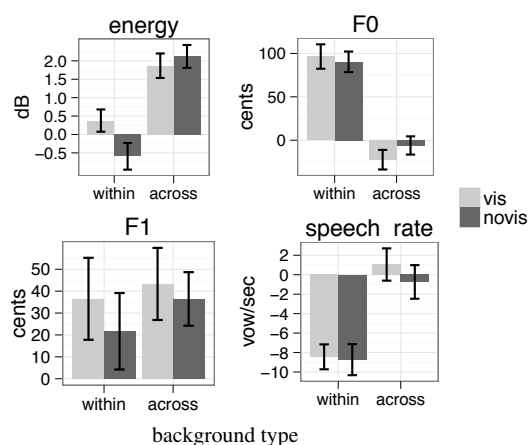 energy
dB
2.0
1.5
1.0
0.5
0.0
−0.5
within across
F0
cents
100
50
0
within across
F1
cents
50
40
30
20
10
0
within across
speech rate
vow/sec
2
0
−2
−4
−6
−8
−10
within across
vis
novis
background type